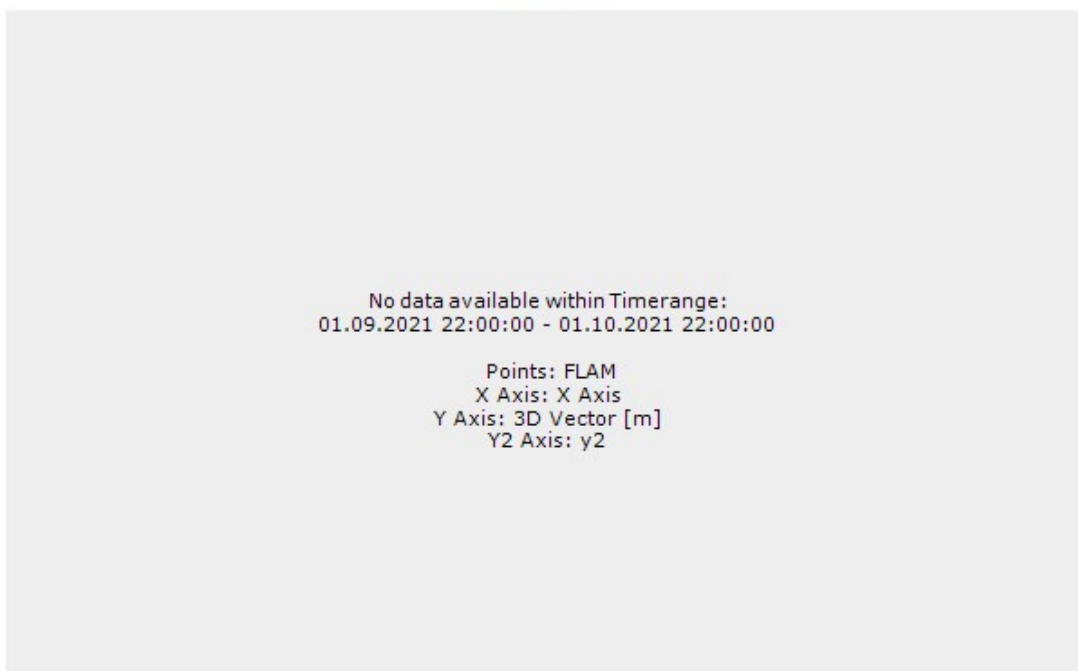 No data available within Timerange:
01.09.2021 22:00:00 - 01.10.2021 22:00:00
Points: FLAM
X Axis: X Axis
Y Axis: 3D Vector [m]
Y2 Axis: y2